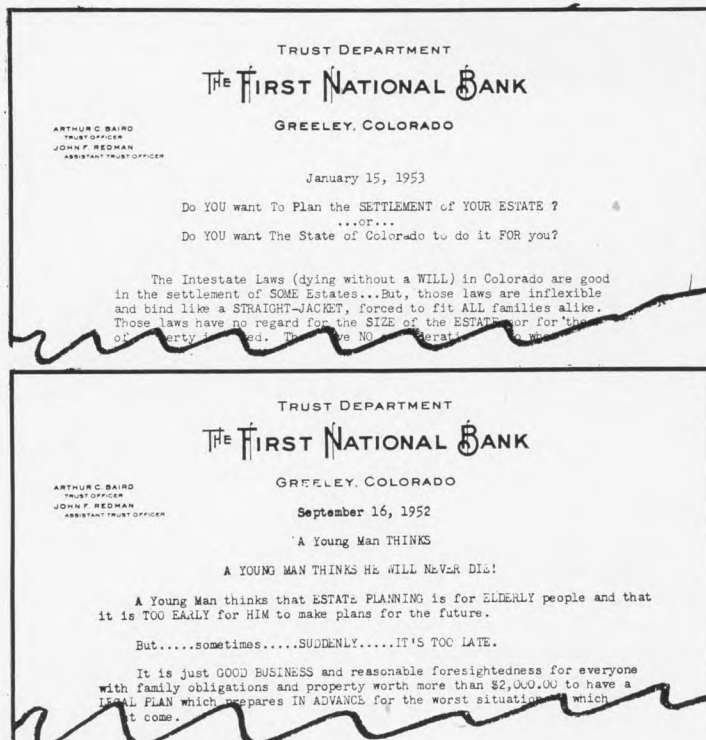 TRUST DEPARTMENT
THE FIRST NATIONAL BANK
GREELEY, COLORADO
ARTHUR C. BAIRD
TRUST OFFICER
JOHN F. REDMAN
ASSISTANT TRUST OFFICER
January 15, 1953
Do YOU want To Plan the SETTLEMENT of YOUR ESTATE ?
...or...
Do YOU want The State of Colorado to do it FOR you?
The Intestate Laws (dying without a WILL) in Colorado are good
in the settlement of SOME Estates...But, those laws are inflexible
and bind like a STRAIGHT-JACKET, forced to fit ALL families alike.
Those laws have no regard for the SIZE of the ESTATE nor for the
of NO
TRUST DEPARTMENT
THE FIRST NATIONAL BANK
GREELEY, COLORADO
ARTHUR C. BAIRD
TRUST OFFICER
JOHN F. REDMAN
ASSISTANT TRUST OFFICER
September 16, 1952
A Young Man THINKS
A YOUNG MAN THINKS HE WILL NEVER DIE!
A Young Man thinks that ESTATE PLANNING is for ELDERLY people and that
it is TOO EARLY for HIM to make plans for the future.
But.....sometimes.....SUDDENLY.....IT'S TOO LATE.
It is just GOOD BUSINESS and reasonable foresightedness for everyone
with family obligations and property worth more than $2,000.00 to have a
LEGAL PLAN which prepares IN ADVANCE for the worst situation which
come.